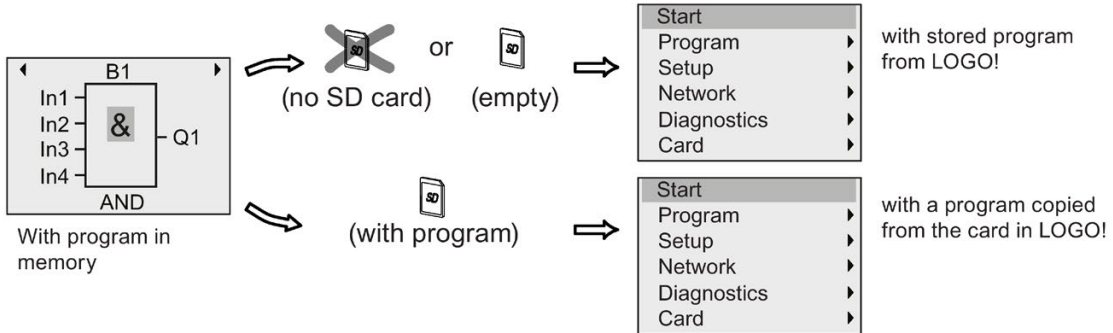 B1
In1
In2
In3
In4
&
Q1
AND
With program in
memory
SD
or
SD
(no SD card)
(empty)
Start
Program
Setup
Network
Diagnostics
Card
with stored program
from LOGO!
SD
(with program)
Start
Program
Setup
Network
Diagnostics
Card
with a program copied
from the card in LOGO!